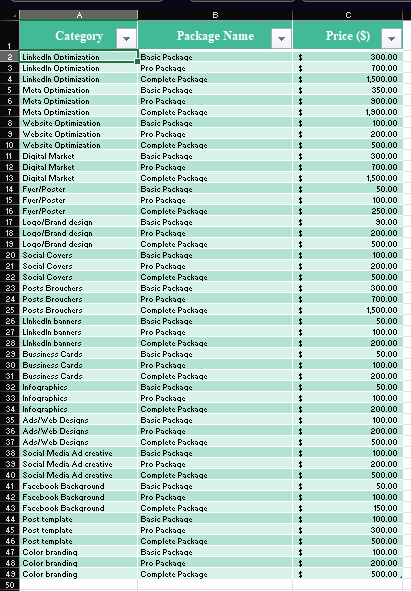 A B C
1 Category Package Name Price ($)
2 LinkedIn Optimization Basic Package $ 300.00
3 LinkedIn Optimization Pro Package $ 700.00
4 LinkedIn Optimization Complete Package $ 1,500.00
5 Meta Optimization Basic Package $ 350.00
6 Meta Optimization Pro Package $ 900.00
7 Meta Optimization Complete Package $ 1,900.00
8 Website Optimization Basic Package $ 100.00
9 Website Optimization Pro Package $ 200.00
10 Website Optimization Complete Package $ 500.00
11 Digital Market Basic Package $ 300.00
12 Digital Market Pro Package $ 700.00
13 Digital Market Complete Package $ 1,500.00
14 Fyer/Poster Basic Package $ 50.00
15 Fyer/Poster Pro Package $ 100.00
16 Fyer/Poster Complete Package $ 250.00
17 Logo/Brand design Basic Package $ 90.00
18 Logo/Brand design Pro Package $ 200.00
19 Logo/Brand design Complete Package $ 500.00
20 Social Covers Basic Package $ 100.00
21 Social Covers Pro Package $ 200.00
22 Social Covers Complete Package $ 500.00
23 Posts Brouchers Basic Package $ 300.00
24 Posts Brouchers Pro Package $ 700.00
25 Posts Brouchers Complete Package $ 1,500.00
26 LInkedIn banners Basic Package $ 50.00
27 LInkedIn banners Pro Package $ 100.00
28 LInkedIn banners Complete Package $ 200.00
29 Bussiness Cards Basic Package $ 50.00
30 Bussiness Cards Pro Package $ 100.00
31 Bussiness Cards Complete Package $ 200.00
32 Infographics Basic Package $ 50.00
33 Infographics Pro Package $ 100.00
34 Infographics Complete Package $ 200.00
35 Ads/Web Designs Basic Package $ 100.00
36 Ads/Web Designs Pro Package $ 200.00
37 Ads/Web Designs Complete Package $ 500.00
38 Social Media Ad creative Basic Package $ 100.00
39 Social Media Ad creative Pro Package $ 200.00
40 Social Media Ad creative Complete Package $ 500.00
41 Facebook Background Basic Package $ 50.00
42 Facebook Background Pro Package $ 100.00
43 Facebook Background Complete Package $ 150.00
44 Post template Basic Package $ 100.00
45 Post template Pro Package $ 300.00
46 Post template Complete Package $ 500.00
47 Color branding Basic Package $ 100.00
48 Color branding Pro Package $ 200.00
49 Color branding Complete Package $ 500.00
50